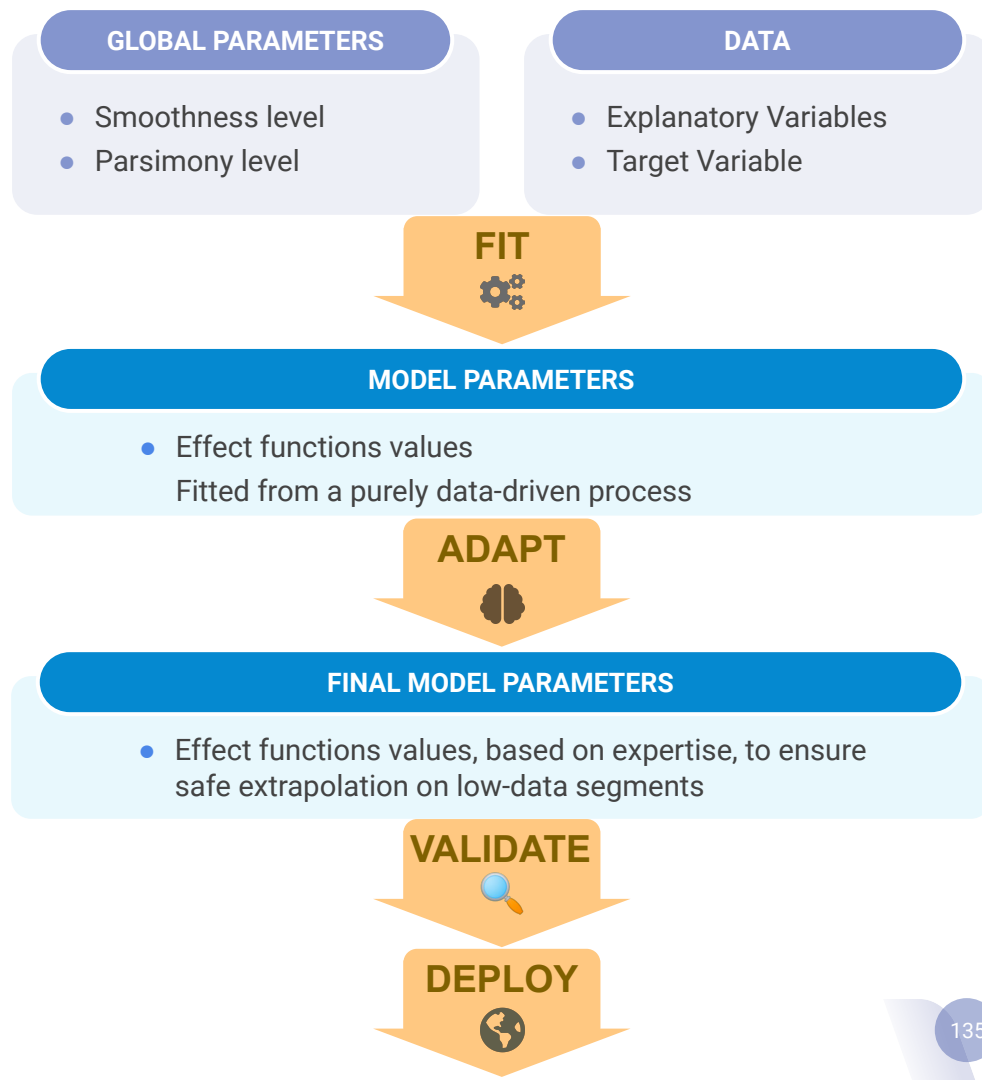 GLOBAL PARAMETERS
• Smoothness level
• Parsimony level
DATA
• Explanatory Variables
• Target Variable
FIT
MODEL PARAMETERS
• Effect functions values
Fitted from a purely data-driven process
ADAPT
FINAL MODEL PARAMETERS
• Effect functions values, based on expertise, to ensure
safe extrapolation on low-data segments
VALIDATE
DEPLOY
135